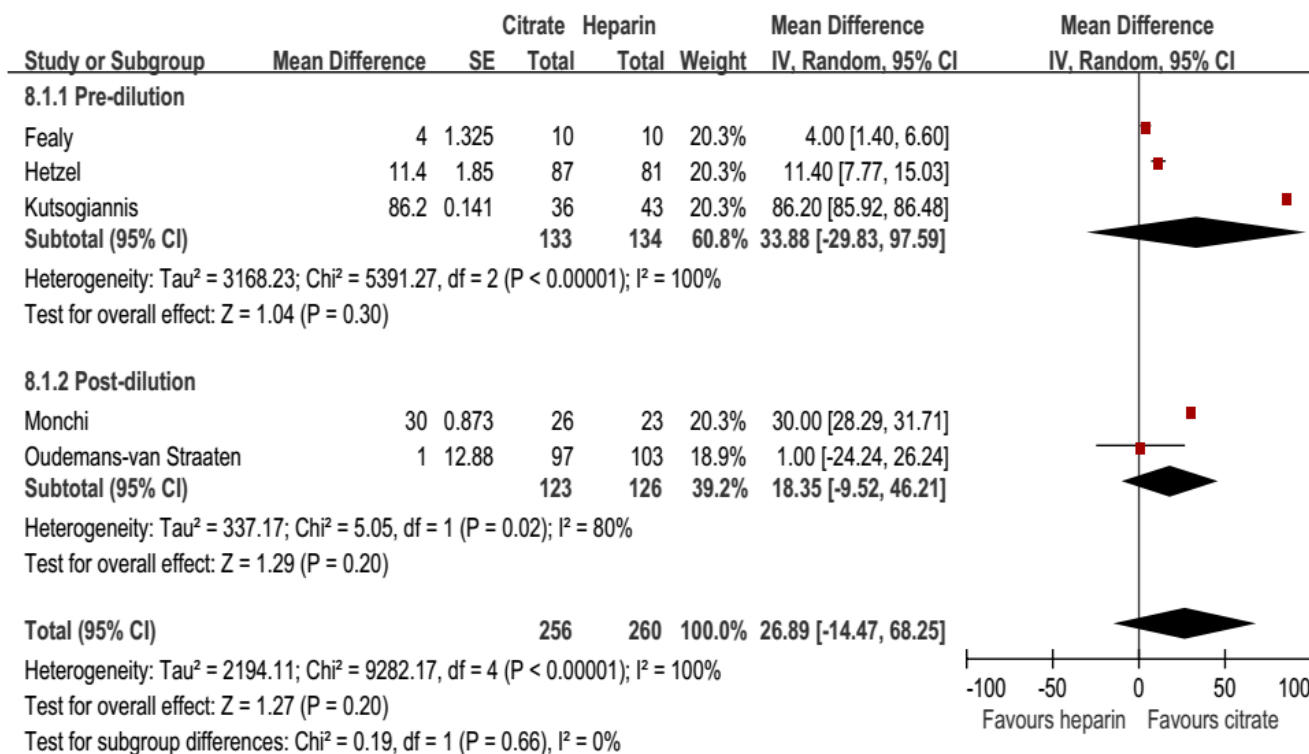 Citrate Heparin Mean Difference Mean Difference
Study or Subgroup Mean Difference SE Total Total Weight IV, Random, 95% CI IV, Random, 95% CI
8.1.1 Pre-dilution
Fealy 4 1.325 10 10 20.3% 4.00 [1.40, 6.60]
Hetzel 11.4 1.85 87 81 20.3% 11.40 [7.77, 15.03]
Kutsogiannis 86.2 0.141 36 43 20.3% 86.20 [85.92, 86.48]
Subtotal (95% CI) 133 134 60.8% 33.88 [-29.83, 97.59]
Heterogeneity: Tau² = 3168.23; Chi² = 5391.27, df = 2 (P < 0.00001); I² = 100%
Test for overall effect: Z = 1.04 (P = 0.30)
8.1.2 Post-dilution
Monchi 30 0.873 26 23 20.3% 30.00 [28.29, 31.71]
Oudemans-van Straaten 1 12.88 97 103 18.9% 1.00 [-24.24, 26.24]
Subtotal (95% CI) 123 126 39.2% 18.35 [-9.52, 46.21]
Heterogeneity: Tau² = 337.17; Chi² = 5.05, df = 1 (P = 0.02); I² = 80%
Test for overall effect: Z = 1.29 (P = 0.20)
Total (95% CI) 256 260 100.0% 26.89 [-14.47, 68.25]
Heterogeneity: Tau² = 2194.11; Chi² = 9282.17, df = 4 (P < 0.00001); I² = 100%
Test for overall effect: Z = 1.27 (P = 0.20)
Test for subgroup differences: Chi² = 0.19, df = 1 (P = 0.66), I² = 0%
-100 -50 0 50 100
Favours heparin Favours citrate